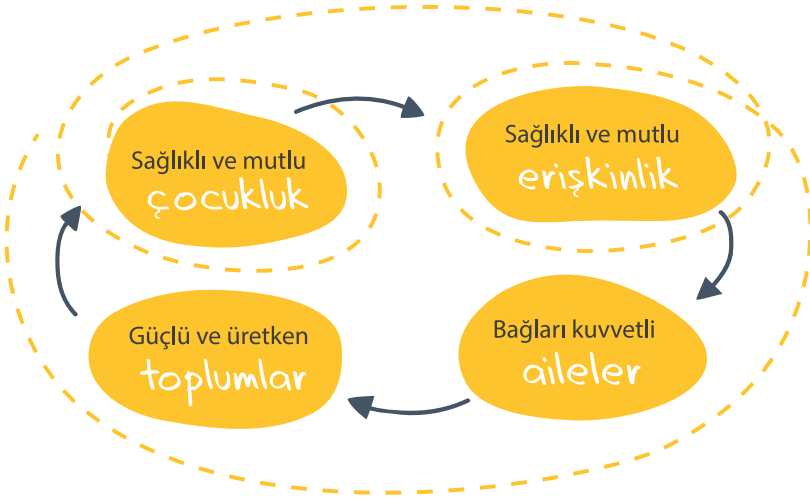 Sağlıklı ve mutlu
çocukluk
Sağlıklı ve mutlu
erişkinlik
Bağları kuvvetli
aileler
Güçlü ve üretken
toplumlar